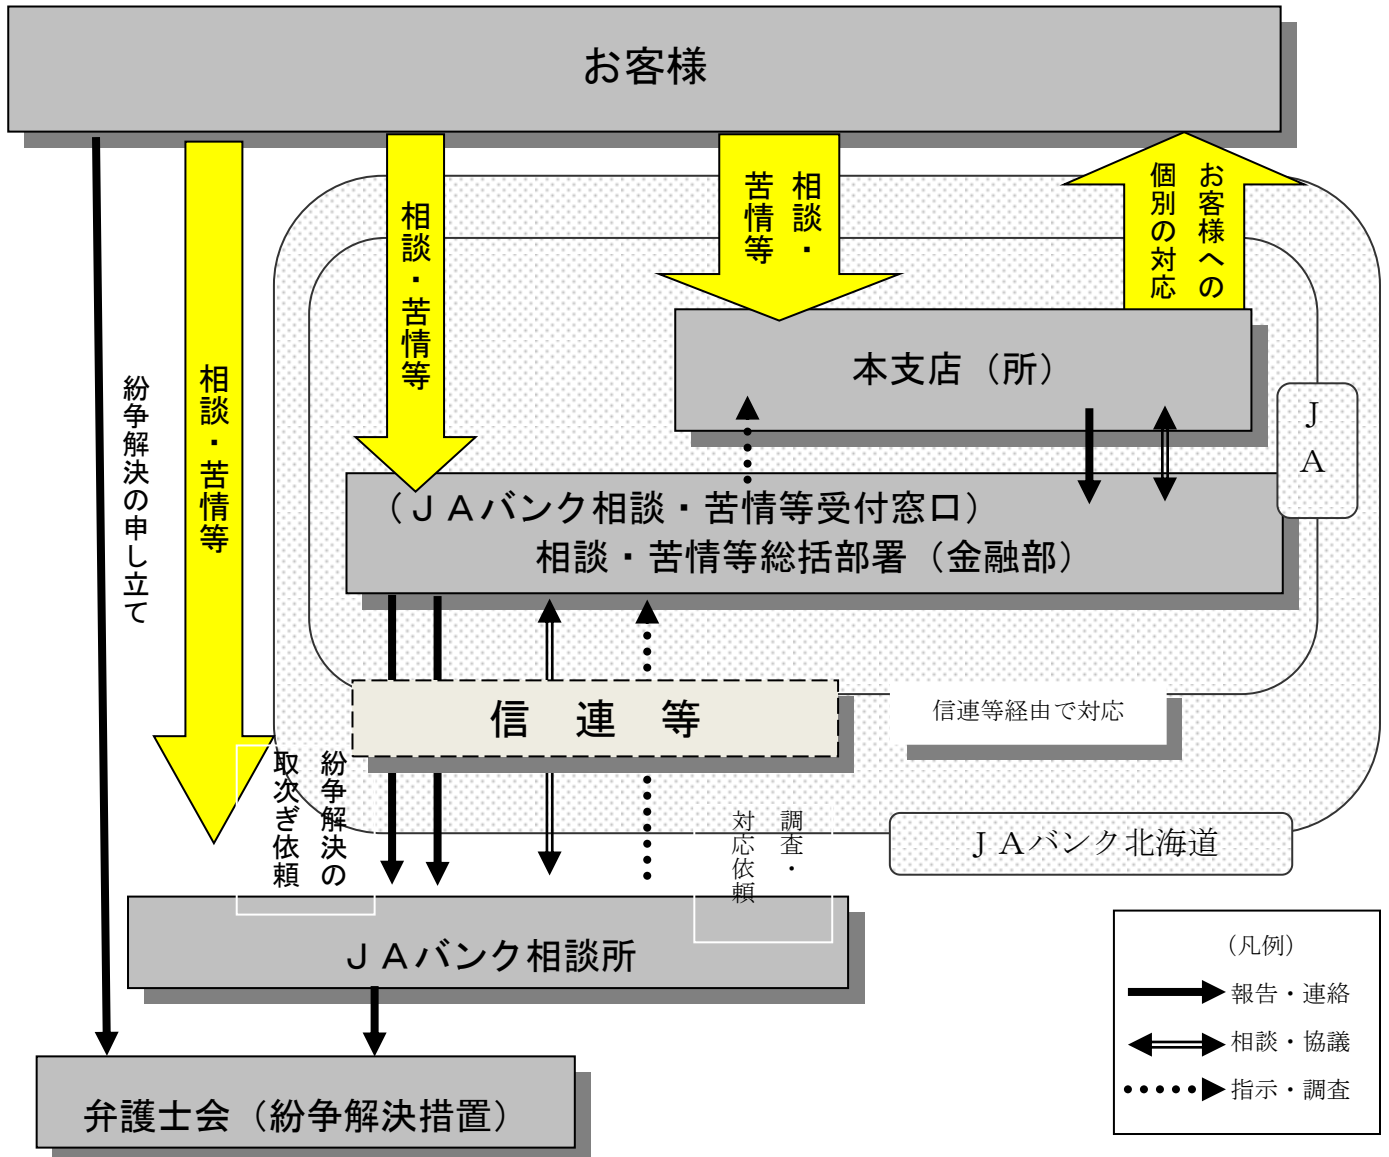 お客様
相談・
苦情等
お客様への
個別の対応
相談・苦情等
相談・苦情等
紛争解決の申し立て
本支店（所）
ＪＡ
（ＪＡバンク相談・苦情等受付窓口）
相談・苦情等総括部署（金融部）
信　連　等
信連等経由で対応
紛争解決の
取次ぎ依頼
調査・
対応依頼
ＪＡバンク北海道
ＪＡバンク相談所
弁護士会（紛争解決措置）
（凡例）
報告・連絡
相談・協議
指示・調査